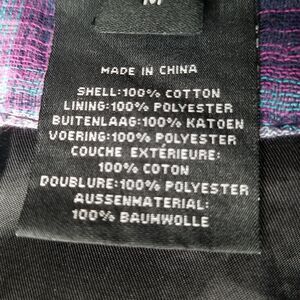 M
MADE IN CHINA
SHELL:100% COTTON
LINING:100% POLYESTER
BUITENLAAG:100% KATOEN
VOERING:100% POLYESTER
COUCHE EXTÉRIEURE:
100% COTON
DOUBLURE:100% POLYESTER
AUSSENMATERIAL:
100% BAUMWOLLE